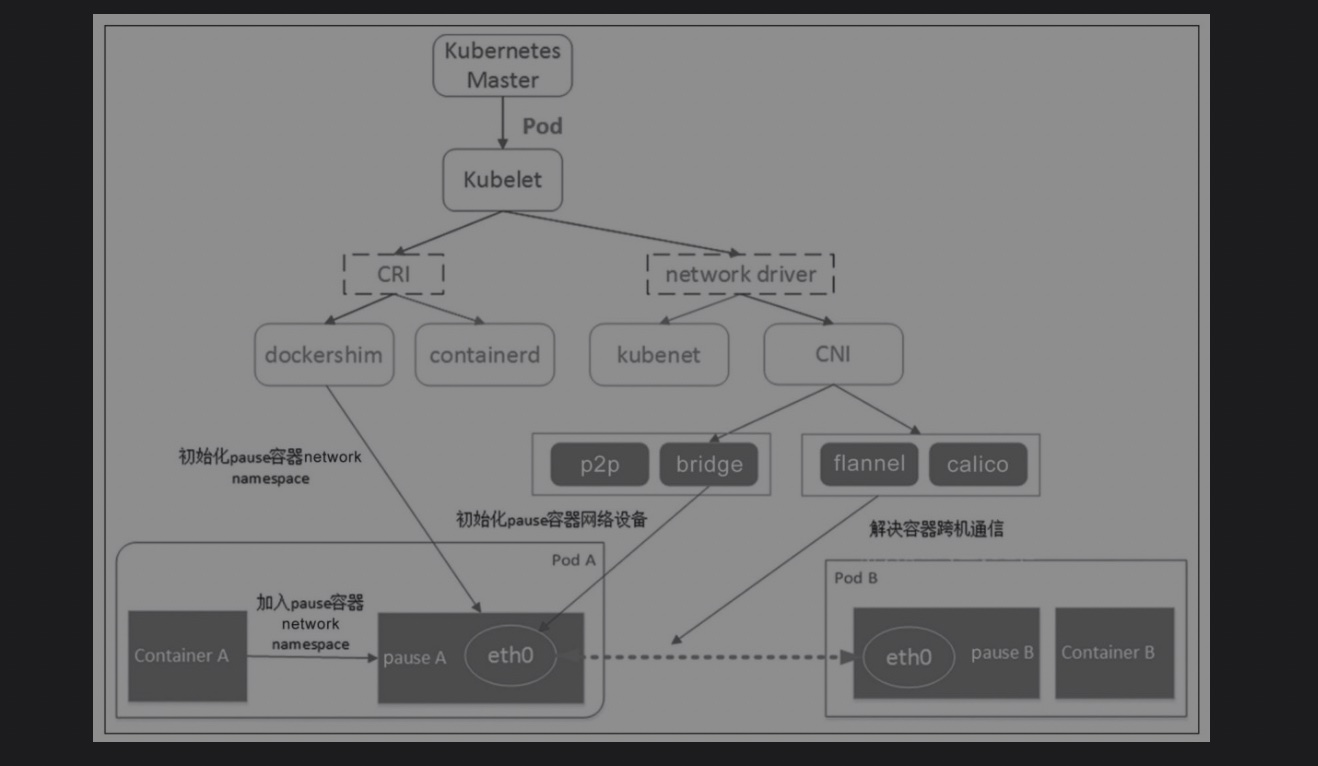 Kubernetes
Master
Pod
Kubelet
CRI
network driver
dockershim
containerd
kubenet
CNI
p2p
bridge
flannel
calico
初始化pause容器network
namespace
初始化pause容器网络设备
解决容器跨机通信
Pod A
Pod B
加入pause容器
network
namespace
Container A
pause A
eth0
eth0
pause B
Container B